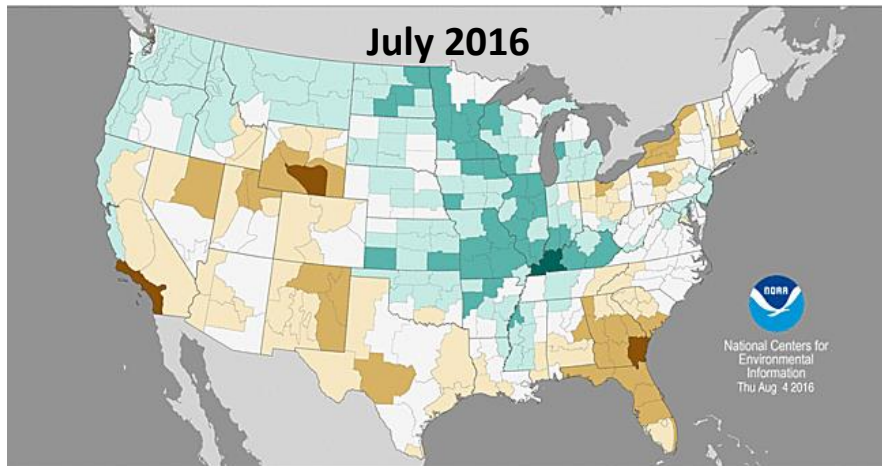 July 2016
NOAA
National Centers for
Environmental
Information
Thu Aug 4 2016